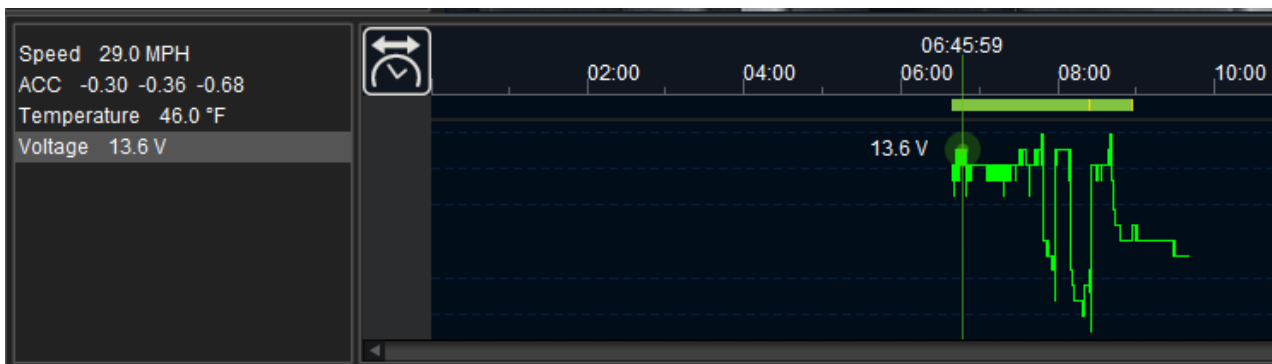 Speed 29.0 MPH
ACC -0.30 -0.36 -0.68
Temperature 46.0 °F
Voltage 13.6 V
06:45:59
02:00 04:00 06:00 08:00 10:00
13.6 V